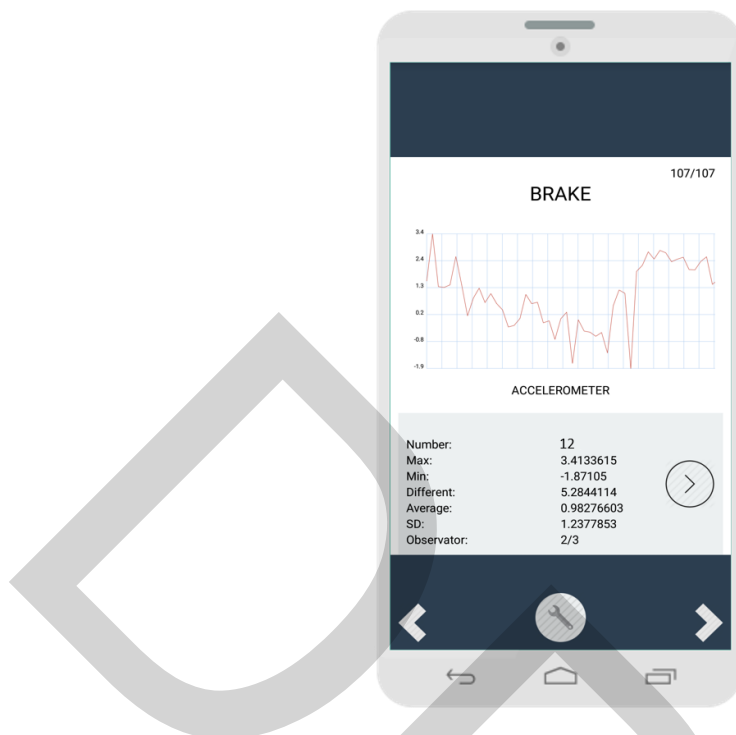 107/107
BRAKE
3.4
2.4
1.3
0.2
-0.8
-1.9
ACCELEROMETER
Number: 12
Max: 3.4133615
Min: -1.87105
Different: 5.2844114
Average: 0.98276603
SD: 1.2377853
Observator: 2/3